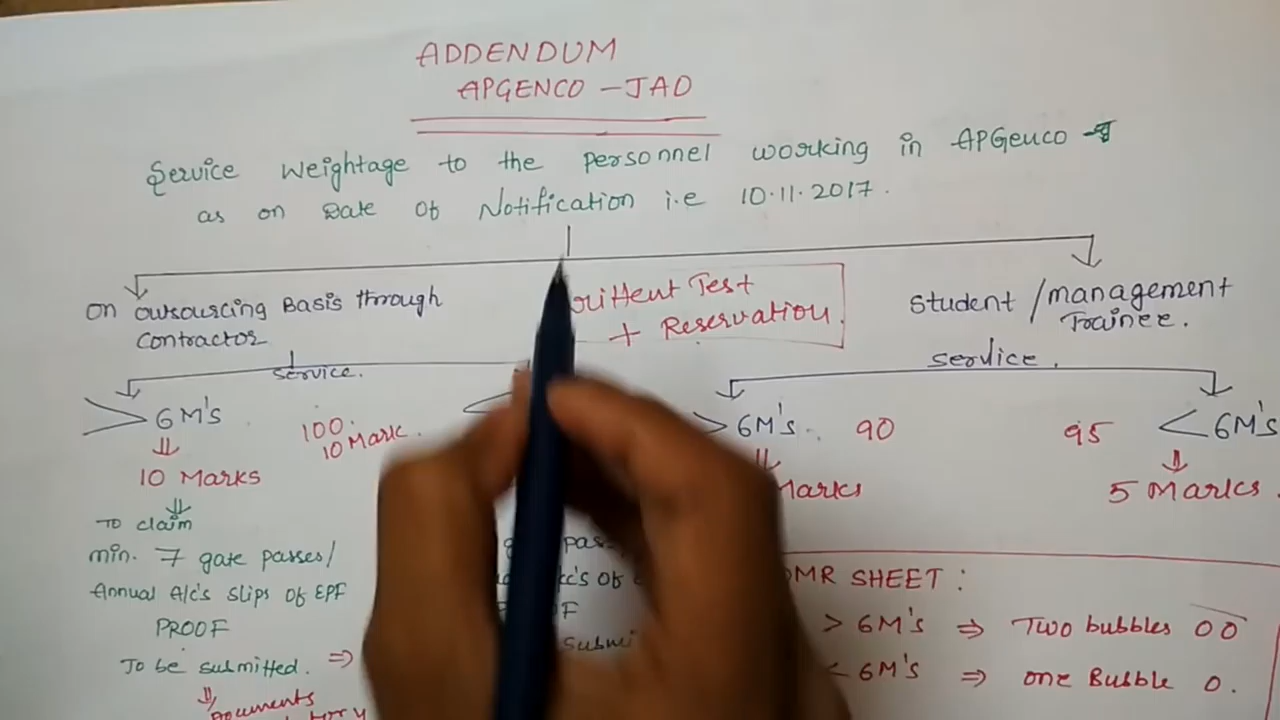 ADDENDUM
APGENCO - JAO
Service Weightage to the personnel working in APGenco
as on Date of Notification i.e 10.11.2017.
on outsourcing Basis through
Contractor
Test
+ Reservation.
Student / management
Trainee.
Service.
service.
> 6M's
100.
10 Mark.
<
> 6M's
90
95
< 6M's
10 Marks
Marks
5 Marks.
To claim
min. 7 gate passes/
Annual A/c's slips of EPF
PROOF
To be submitted. ⇒
OMR SHEET :
> 6M's ⇒ Two bubbles 0 0
< 6M's ⇒ one Bubble 0.